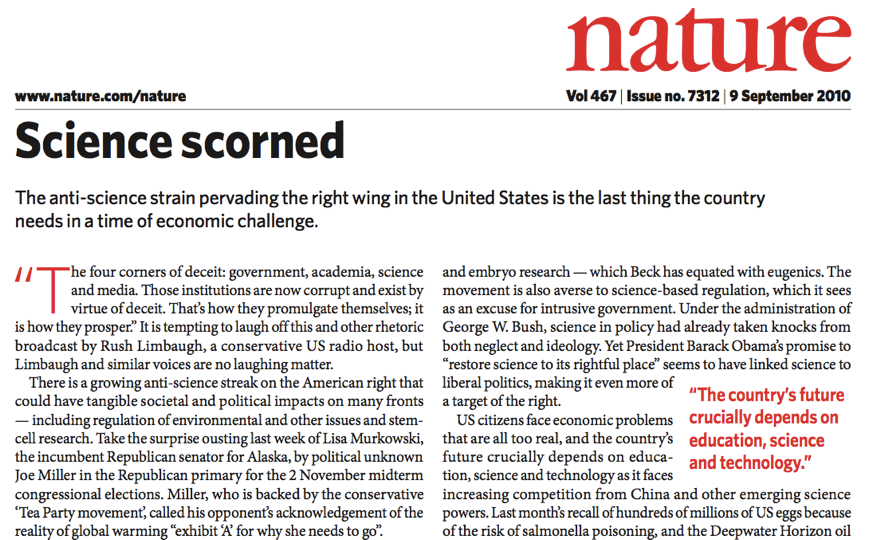 nature
www.nature.com/nature
Vol 467 | Issue no. 7312 | 9 September 2010
Science scorned
The anti-science strain pervading the right wing in the United States is the last thing the country
needs in a time of economic challenge.
“The four corners of deceit: government, academia, science
and media. Those institutions are now corrupt and exist by
virtue of deceit. That’s how they promulgate themselves; it
is how they prosper.” It is tempting to laugh off this and other rhetoric
broadcast by Rush Limbaugh, a conservative US radio host, but
Limbaugh and similar voices are no laughing matter.
There is a growing anti-science streak on the American right that
could have tangible societal and political impacts on many fronts
— including regulation of environmental and other issues and stem-
cell research. Take the surprise ousting last week of Lisa Murkowski,
the incumbent Republican senator for Alaska, by political unknown
Joe Miller in the Republican primary for the 2 November midterm
congressional elections. Miller, who is backed by the conservative
‘Tea Party movement’, called his opponent’s acknowledgement of the
reality of global warming “exhibit ‘A’ for why she needs to go”.
and embryo research — which Beck has equated with eugenics. The
movement is also averse to science-based regulation, which it sees
as an excuse for intrusive government. Under the administration of
George W. Bush, science in policy had already taken knocks from
both neglect and ideology. Yet President Barack Obama’s promise to
“restore science to its rightful place” seems to have linked science to
liberal politics, making it even more of
a target of the right.
US citizens face economic problems
that are all too real, and the country’s
future crucially depends on educa-
tion, science and technology as it faces
increasing competition from China and other emerging science
powers. Last month’s recall of hundreds of millions of US eggs because
of the risk of salmonella poisoning, and the Deepwater Horizon oil
“The country’s future
crucially depends on
education, science
and technology.”